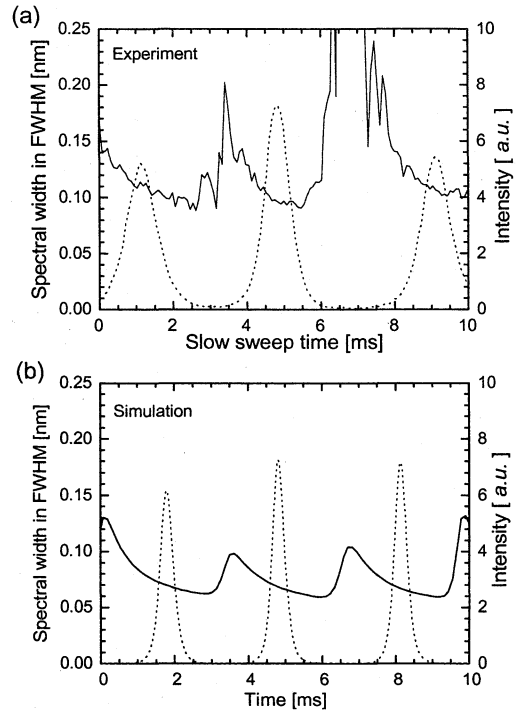 (a)
Experiment
Spectral width in FWHM [nm]
0.25
0.20
0.15
0.10
0.05
0.00
10
8
6
4
2
0
Intensity [ a.u. ]
0 2 4 6 8 10
Slow sweep time [ms]
(b)
Simulation
Spectral width in FWHM [nm]
0.25
0.20
0.15
0.10
0.05
0.00
10
8
6
4
2
0
Intensity [ a.u. ]
0 2 4 6 8 10
Time [ms]